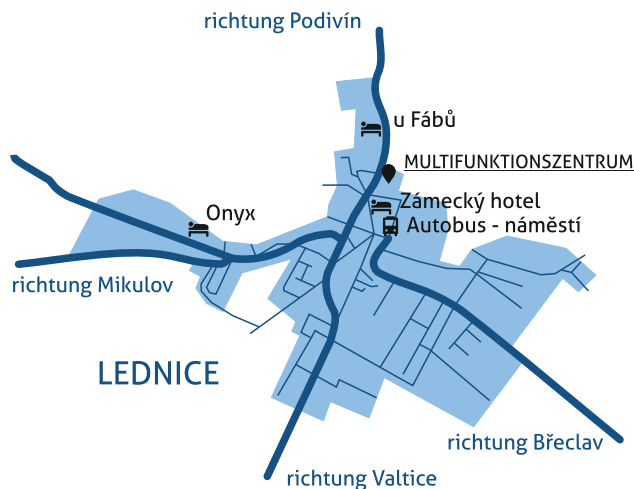 richtung Podivín
u Fábů
MULTIFUNKTIONSZENTRUM
Zámecký hotel
Onyx
Autobus - náměstí
richtung Mikulov
LEDNICE
richtung Břeclav
richtung Valtice